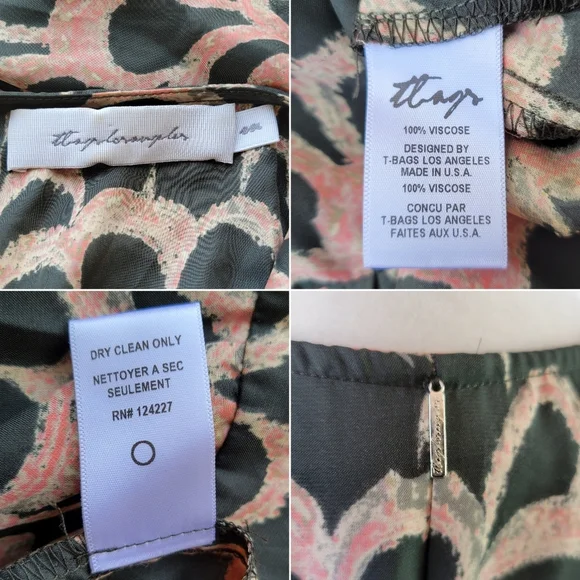 tbagslosangeles
tbags
100% VISCOSE
DESIGNED BY
T-BAGS LOS ANGELES
MADE IN U.S.A.
100% VISCOSE
CONCU PAR
T-BAGS LOS ANGELES
FAITES AUX U.S.A.
DRY CLEAN ONLY
NETTOYER A SEC
SEULEMENT
RN# 124227